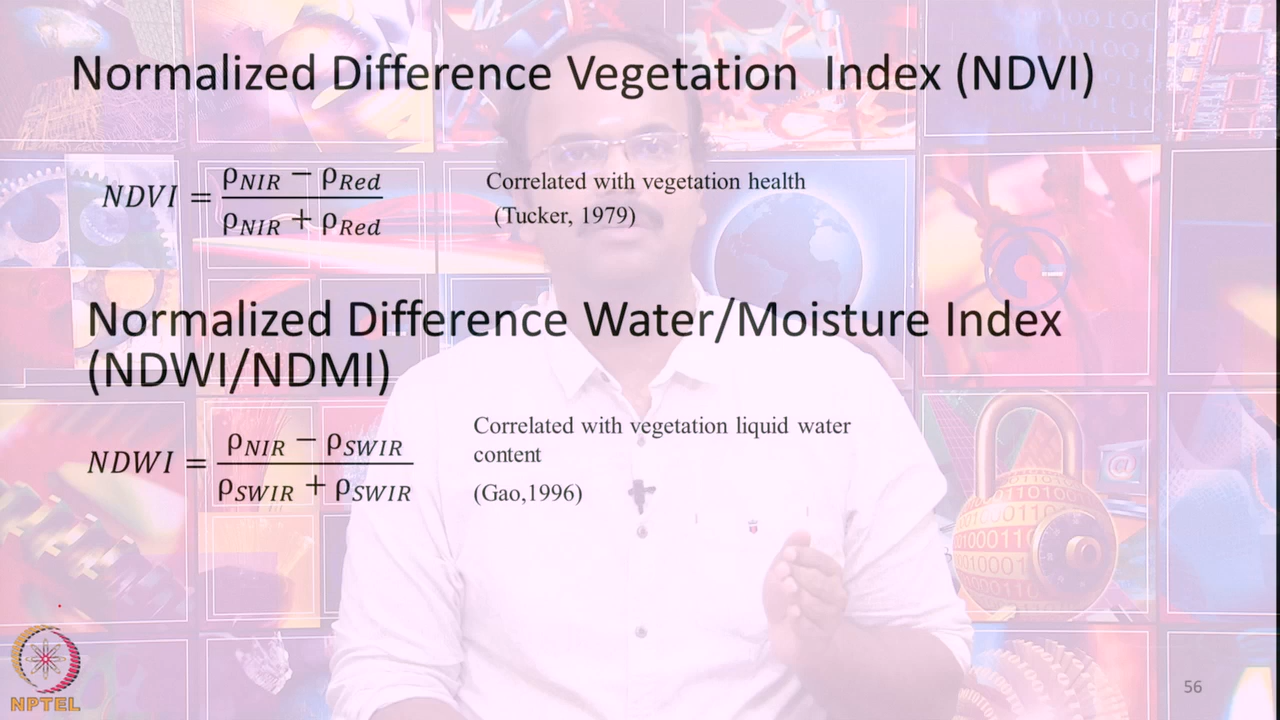 Normalized Difference Vegetation Index (NDVI)
NDVI = (ρNIR − ρRed) / (ρNIR + ρRed)
Correlated with vegetation health
(Tucker, 1979)
Normalized Difference Water/Moisture Index
(NDWI/NDMI)
NDWI = (ρNIR − ρSWIR) / (ρSWIR + ρSWIR)
Correlated with vegetation liquid water
content
(Gao,1996)
56
NPTEL